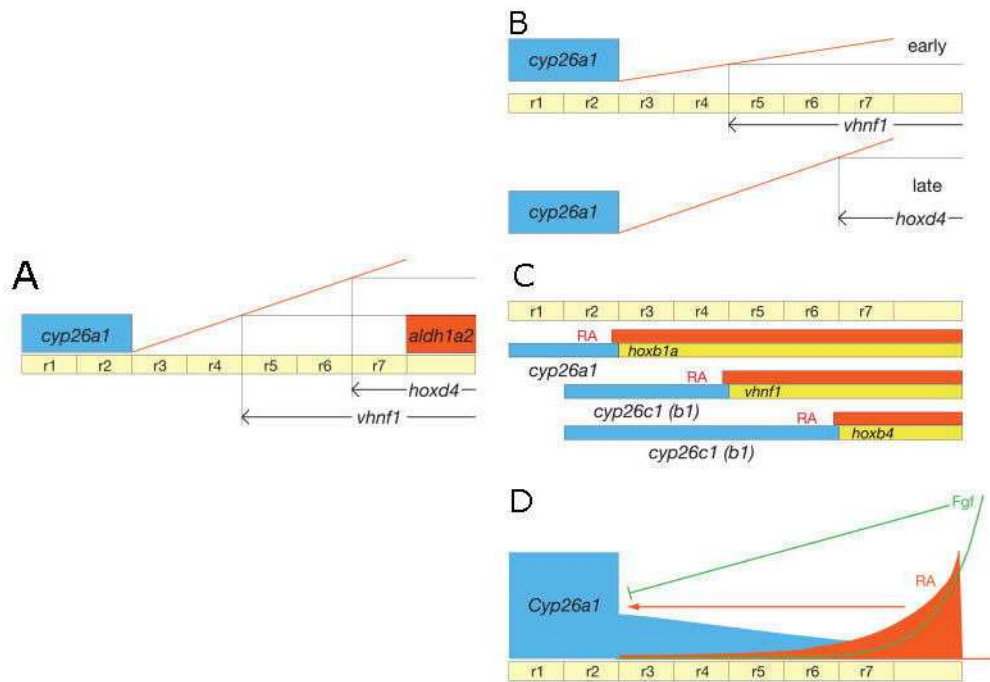 A
cyp26a1
aldh1a2
r1 r2 r3 r4 r5 r6 r7
hoxd4
vhnf1
B
cyp26a1
early
r1 r2 r3 r4 r5 r6 r7
vhnf1
cyp26a1
late
hoxd4
C
r1 r2 r3 r4 r5 r6 r7
RA
hoxb1a
cyp26a1
RA
vhnf1
cyp26c1 (b1)
RA
hoxb4
cyp26c1 (b1)
D
Fgf
Cyp26a1
RA
r1 r2 r3 r4 r5 r6 r7